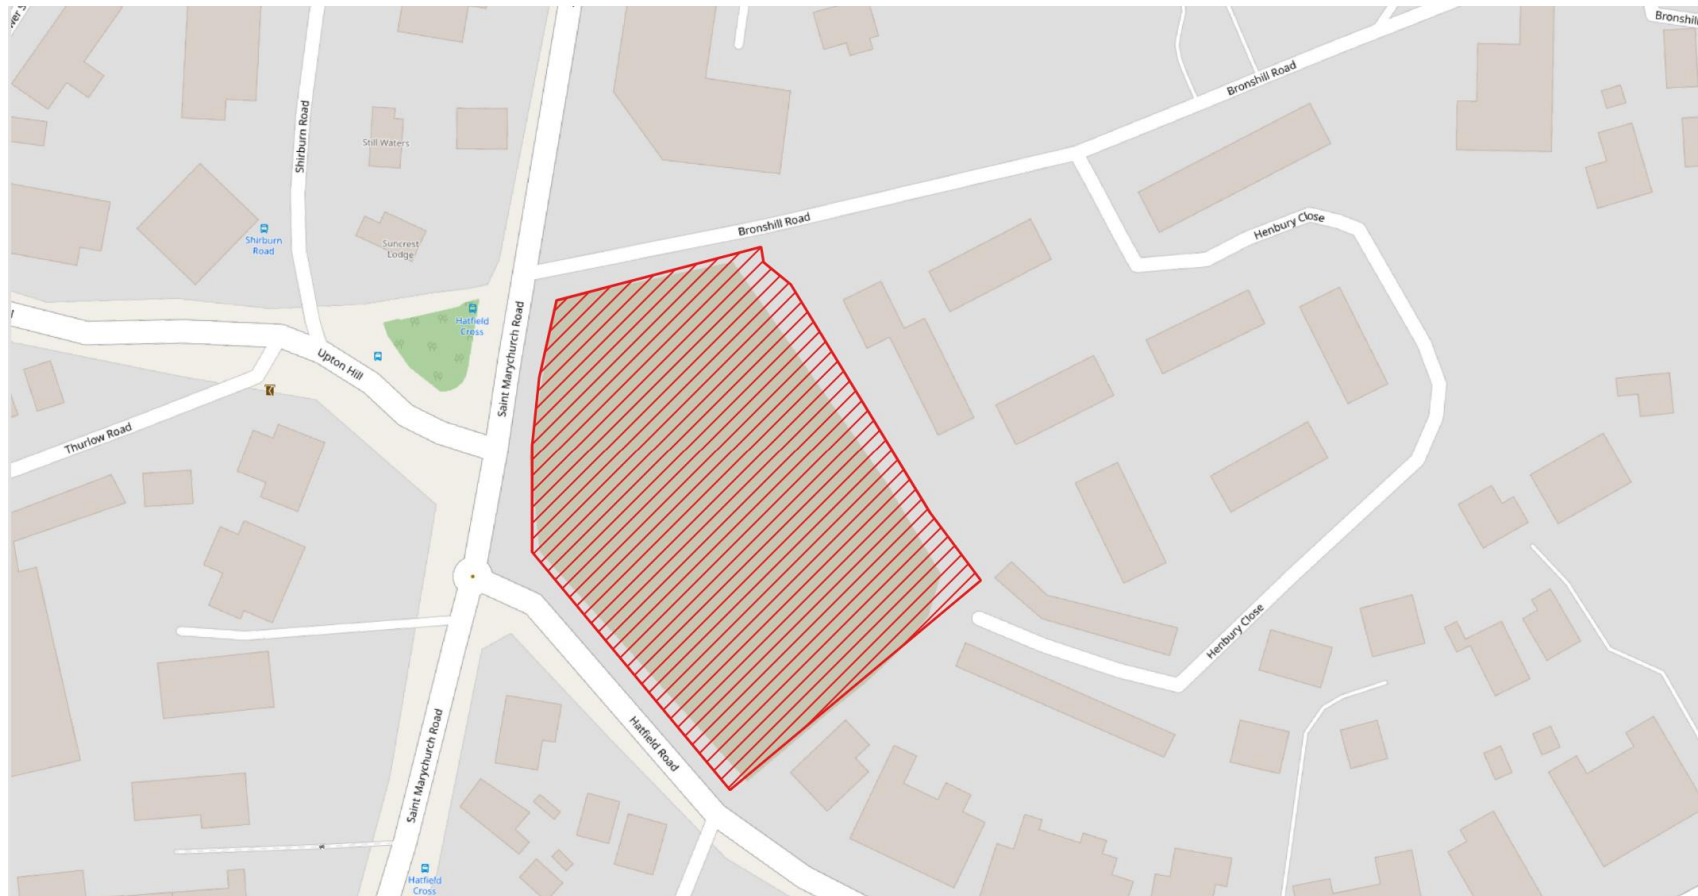 Bronshill
Bronshill Road
Shirburn Road
Still Waters
Bronshill Road
Henbury Close
Shirburn
Road
Suncrest
Lodge
Hatfield
Cross
Saint Marychurch Road
Upton Hill
Thurlow Road
Henbury Close
Hatfield Road
Saint Marychurch Road
Hatfield
Cross